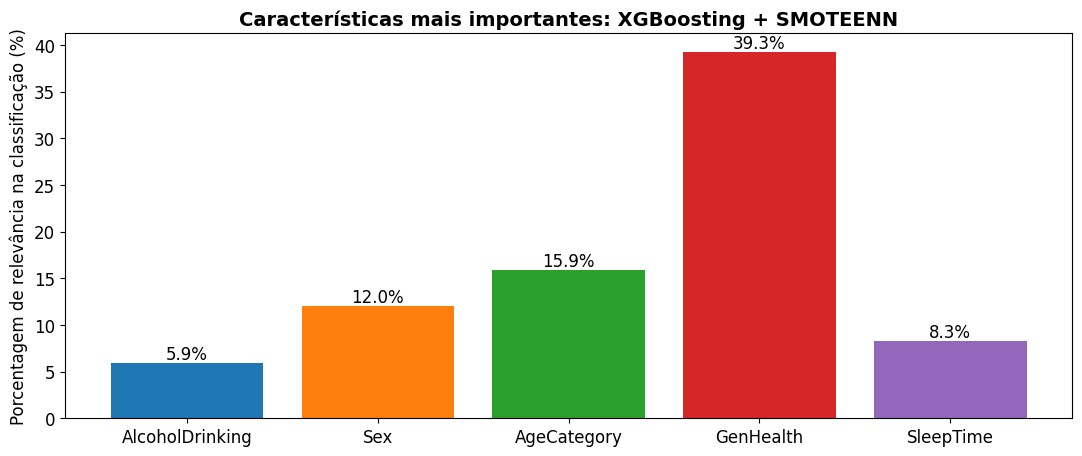 Características mais importantes: XGBoosting + SMOTEENN
Porcentagem de relevância na classificação (%)
40
35
30
25
20
15
10
5
0
5.9%
12.0%
15.9%
39.3%
8.3%
AlcoholDrinking
Sex
AgeCategory
GenHealth
SleepTime